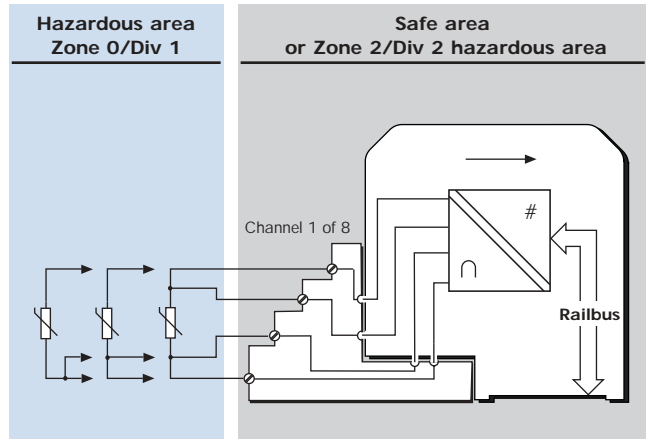 Hazardous area
Zone 0/Div 1
Safe area
or Zone 2/Div 2 hazardous area
Channel 1 of 8
#
∩
Railbus